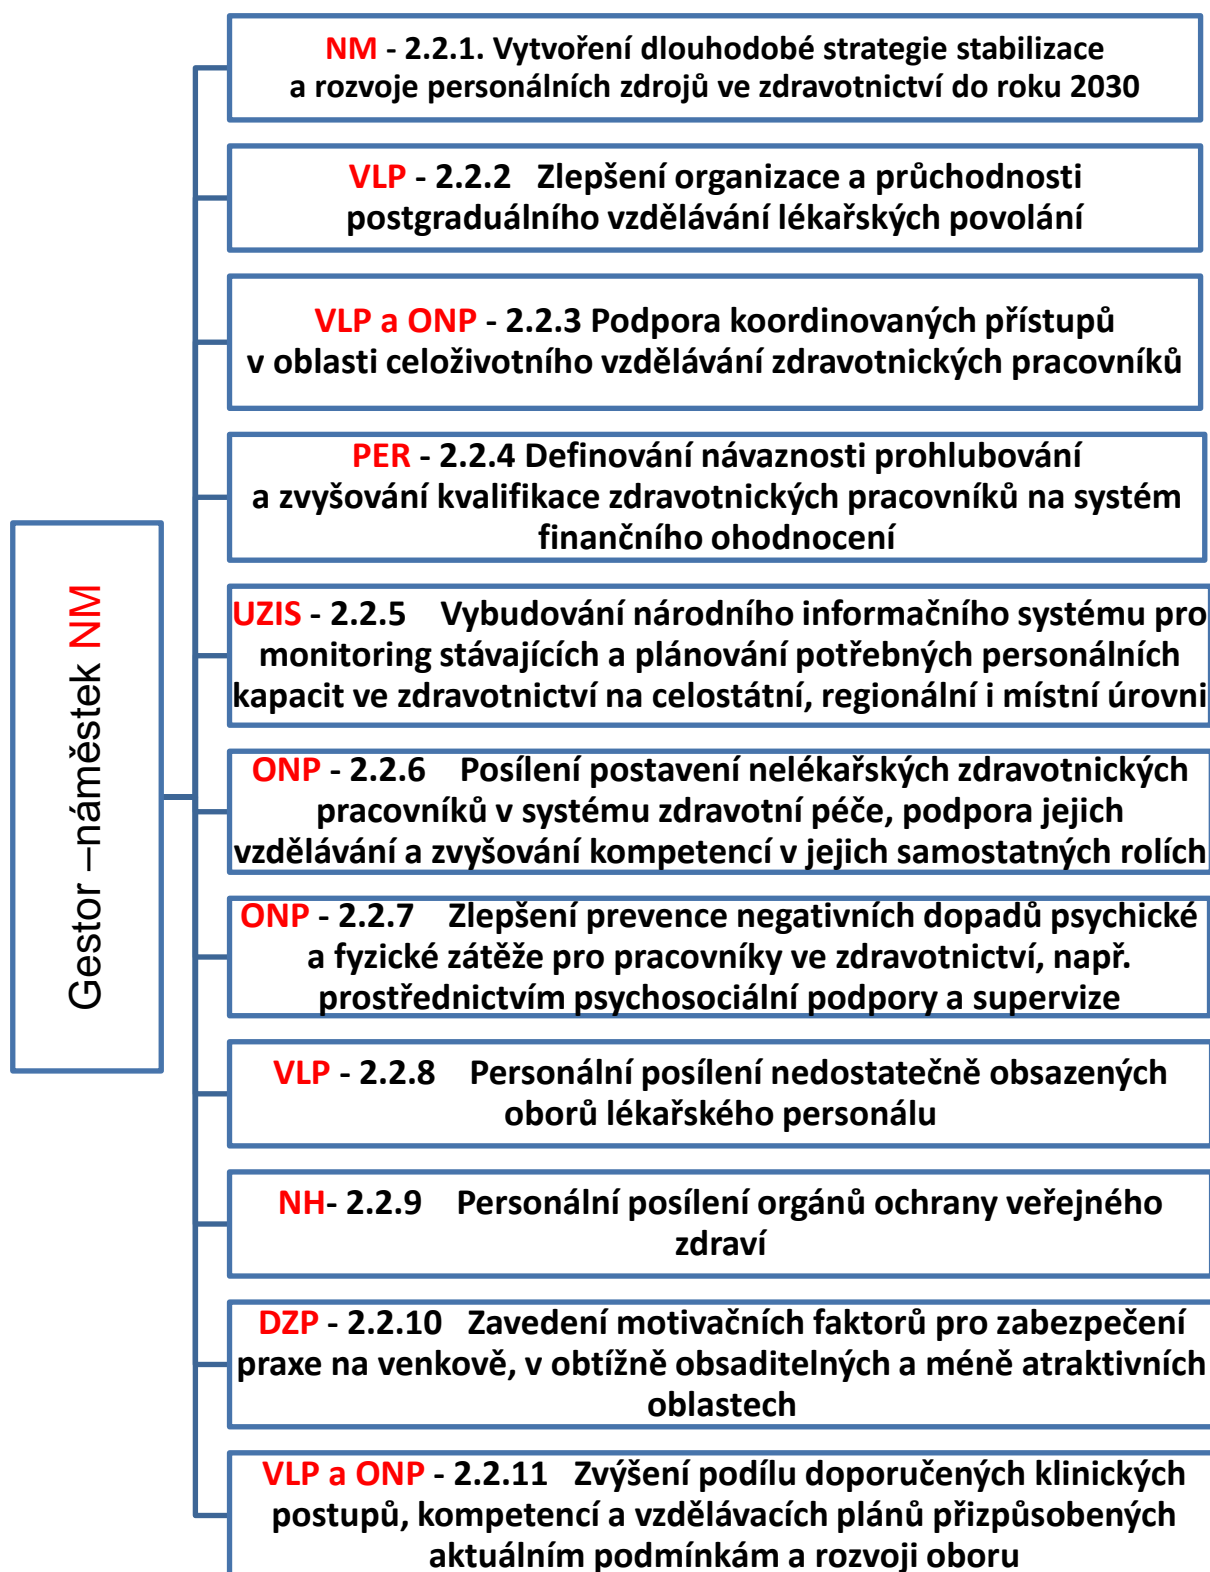 Gestor –náměstek NM
NM - 2.2.1. Vytvoření dlouhodobé strategie stabilizace
a rozvoje personálních zdrojů ve zdravotnictví do roku 2030
VLP - 2.2.2 Zlepšení organizace a průchodnosti
postgraduálního vzdělávání lékařských povolání
VLP a ONP - 2.2.3 Podpora koordinovaných přístupů
v oblasti celoživotního vzdělávání zdravotnických pracovníků
PER - 2.2.4 Definování návaznosti prohlubování
a zvyšování kvalifikace zdravotnických pracovníků na systém
finančního ohodnocení
UZIS - 2.2.5 Vybudování národního informačního systému pro
monitoring stávajících a plánování potřebných personálních
kapacit ve zdravotnictví na celostátní, regionální i místní úrovni
ONP - 2.2.6 Posílení postavení nelékařských zdravotnických
pracovníků v systému zdravotní péče, podpora jejich
vzdělávání a zvyšování kompetencí v jejich samostatných rolích
ONP - 2.2.7 Zlepšení prevence negativních dopadů psychické
a fyzické zátěže pro pracovníky ve zdravotnictví, např.
prostřednictvím psychosociální podpory a supervize
VLP - 2.2.8 Personální posílení nedostatečně obsazených
oborů lékařského personálu
NH- 2.2.9 Personální posílení orgánů ochrany veřejného
zdraví
DZP - 2.2.10 Zavedení motivačních faktorů pro zabezpečení
praxe na venkově, v obtížně obsaditelných a méně atraktivních
oblastech
VLP a ONP - 2.2.11 Zvýšení podílu doporučených klinických
postupů, kompetencí a vzdělávacích plánů přizpůsobených
aktuálním podmínkám a rozvoji oboru